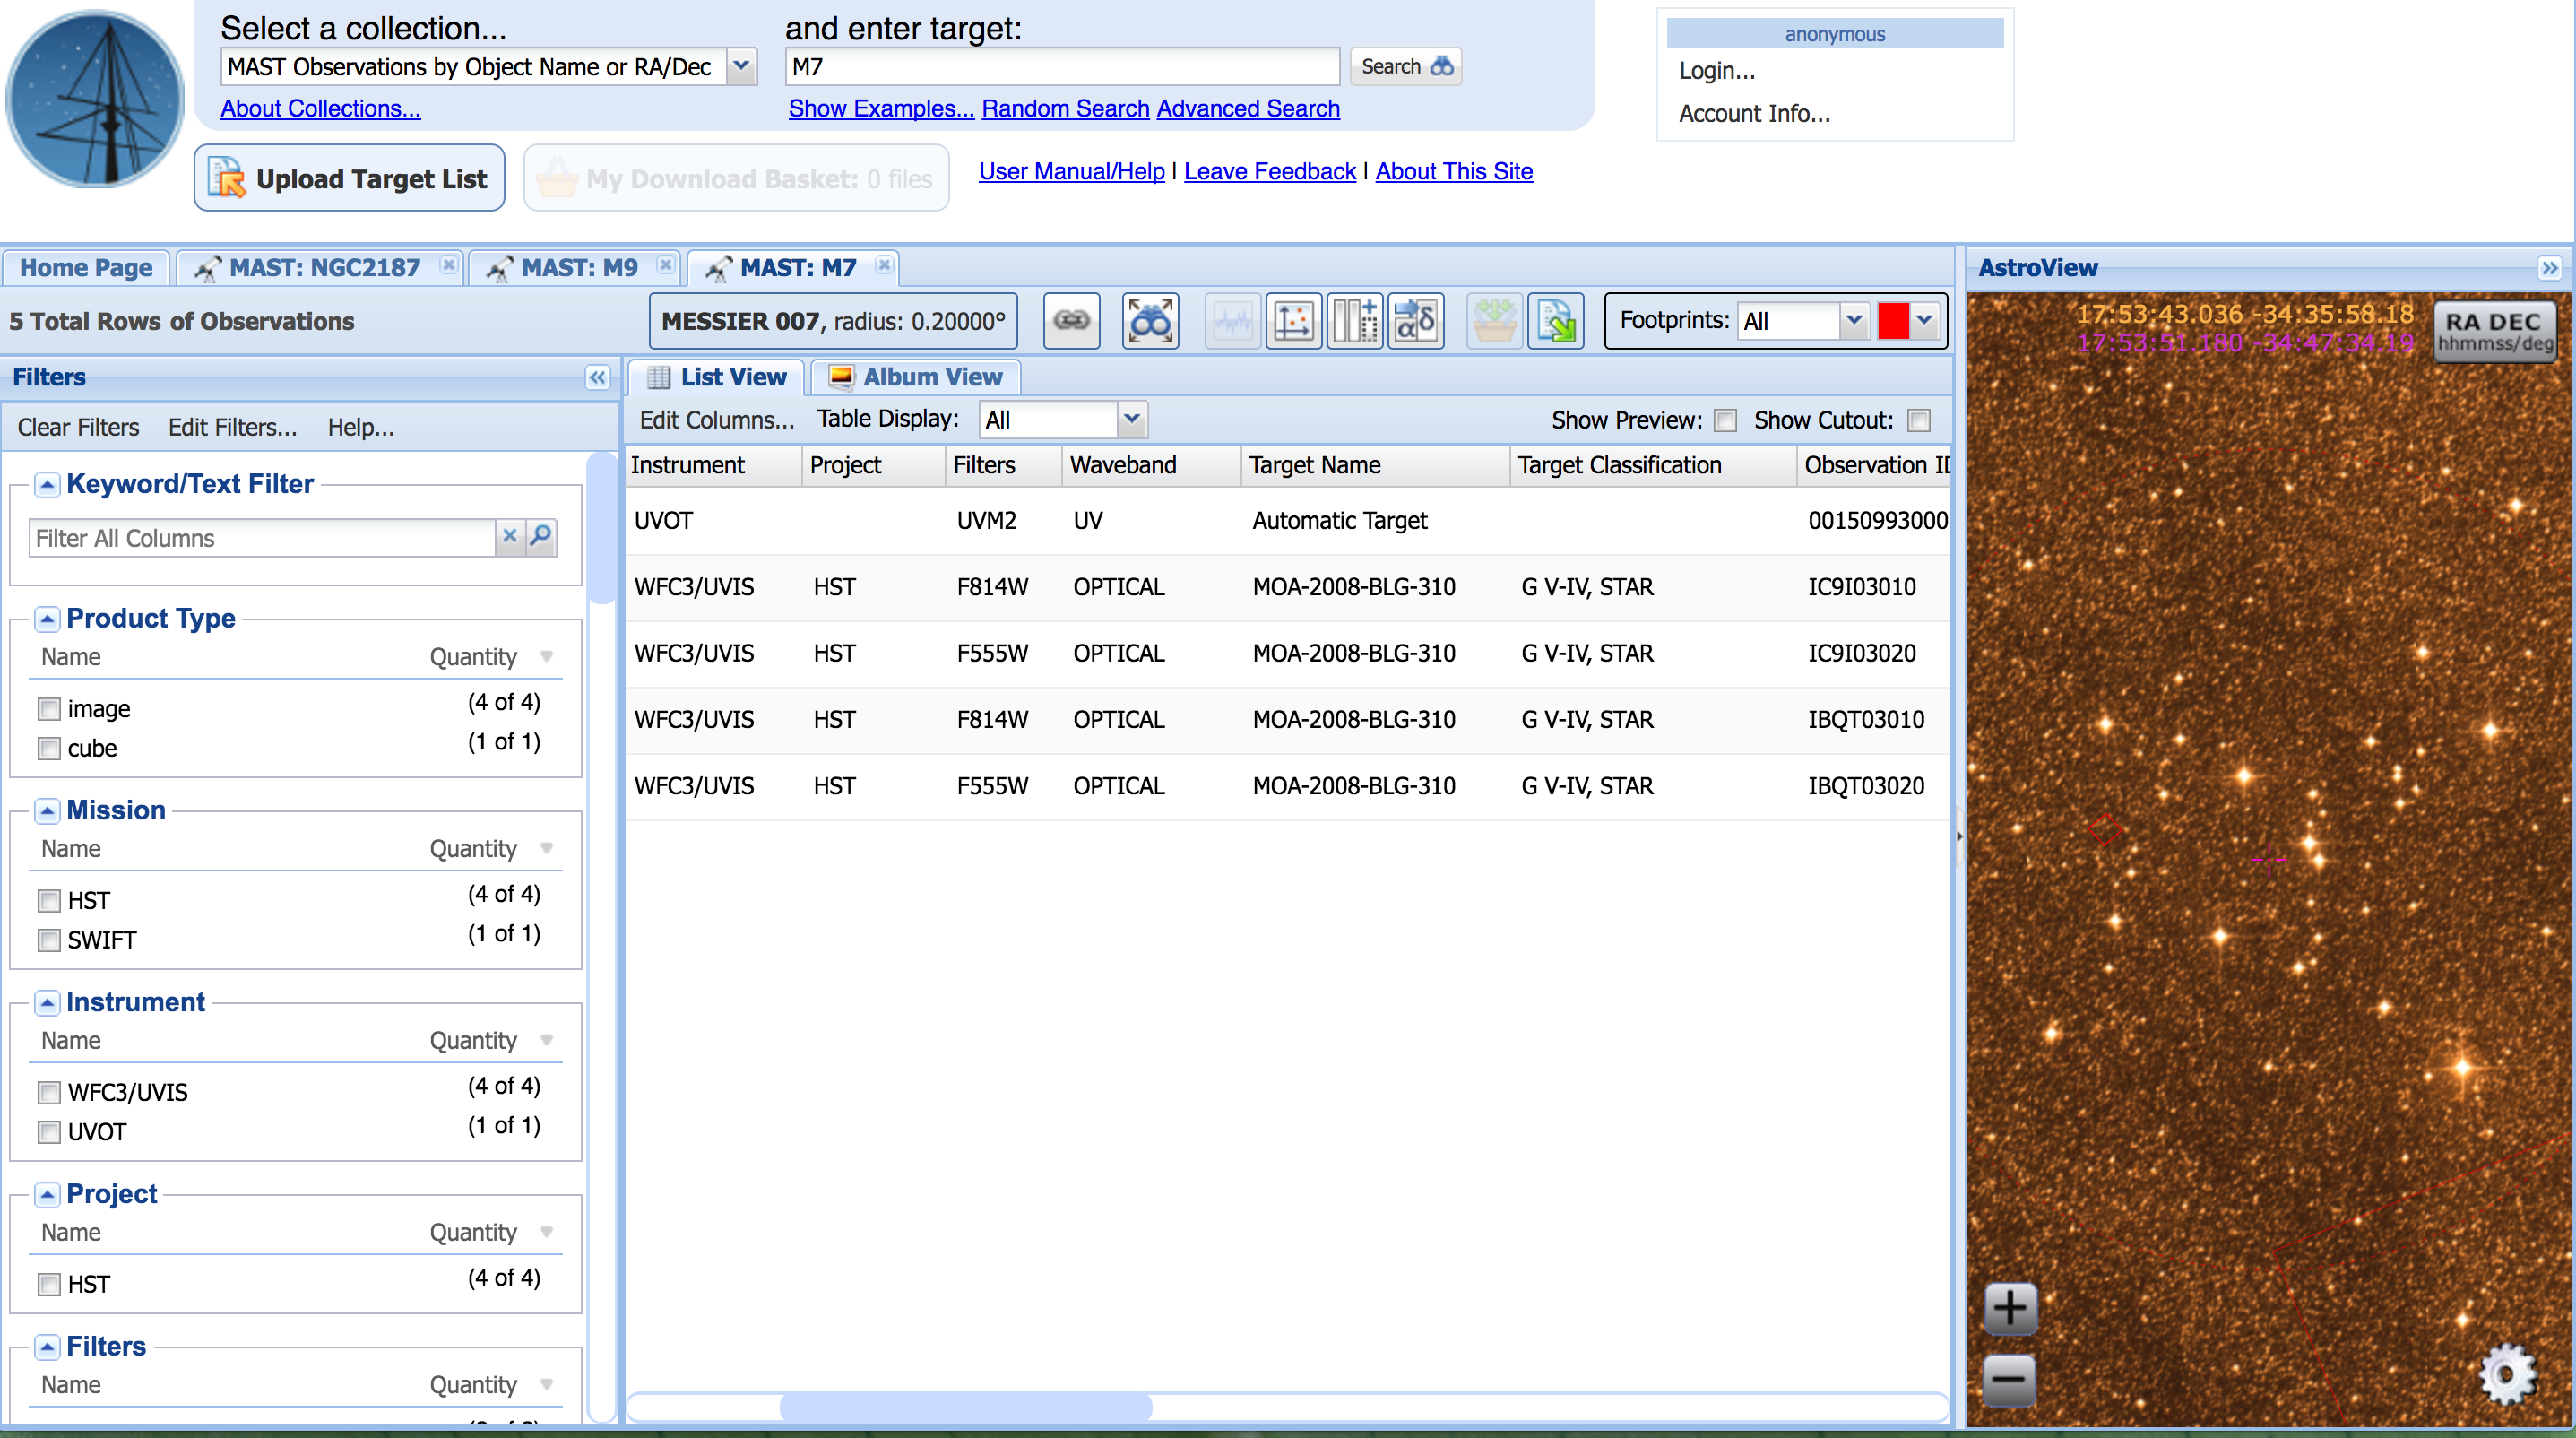 Select a collection... and enter target:
MAST Observations by Object Name or RA/Dec M7 Search
About Collections... Show Examples... Random Search Advanced Search
anonymous
Login...
Account Info...
Upload Target List My Download Basket: 0 files User Manual/Help | Leave Feedback | About This Site
Home Page MAST: NGC2187 MAST: M9 MAST: M7
5 Total Rows of Observations MESSIER 007, radius: 0.20000° αδ Footprints: All
Filters
Clear Filters Edit Filters... Help...
Keyword/Text Filter
Filter All Columns
Product Type
Name Quantity
image (4 of 4)
cube (1 of 1)
Mission
Name Quantity
HST (4 of 4)
SWIFT (1 of 1)
Instrument
Name Quantity
WFC3/UVIS (4 of 4)
UVOT (1 of 1)
Project
Name Quantity
HST (4 of 4)
Filters
Name Quantity
List View Album View
Edit Columns... Table Display: All Show Preview: Show Cutout:
Instrument Project Filters Waveband Target Name Target Classification Observation ID
UVOT UVM2 UV Automatic Target 00150993000
WFC3/UVIS HST F814W OPTICAL MOA-2008-BLG-310 G V-IV, STAR IC9I03010
WFC3/UVIS HST F555W OPTICAL MOA-2008-BLG-310 G V-IV, STAR IC9I03020
WFC3/UVIS HST F814W OPTICAL MOA-2008-BLG-310 G V-IV, STAR IBQT03010
WFC3/UVIS HST F555W OPTICAL MOA-2008-BLG-310 G V-IV, STAR IBQT03020
AstroView
17:53:43.036 -34:35:58.18
17:53:51.180 -34:47:34.19
RA DEC
hhmmss/deg